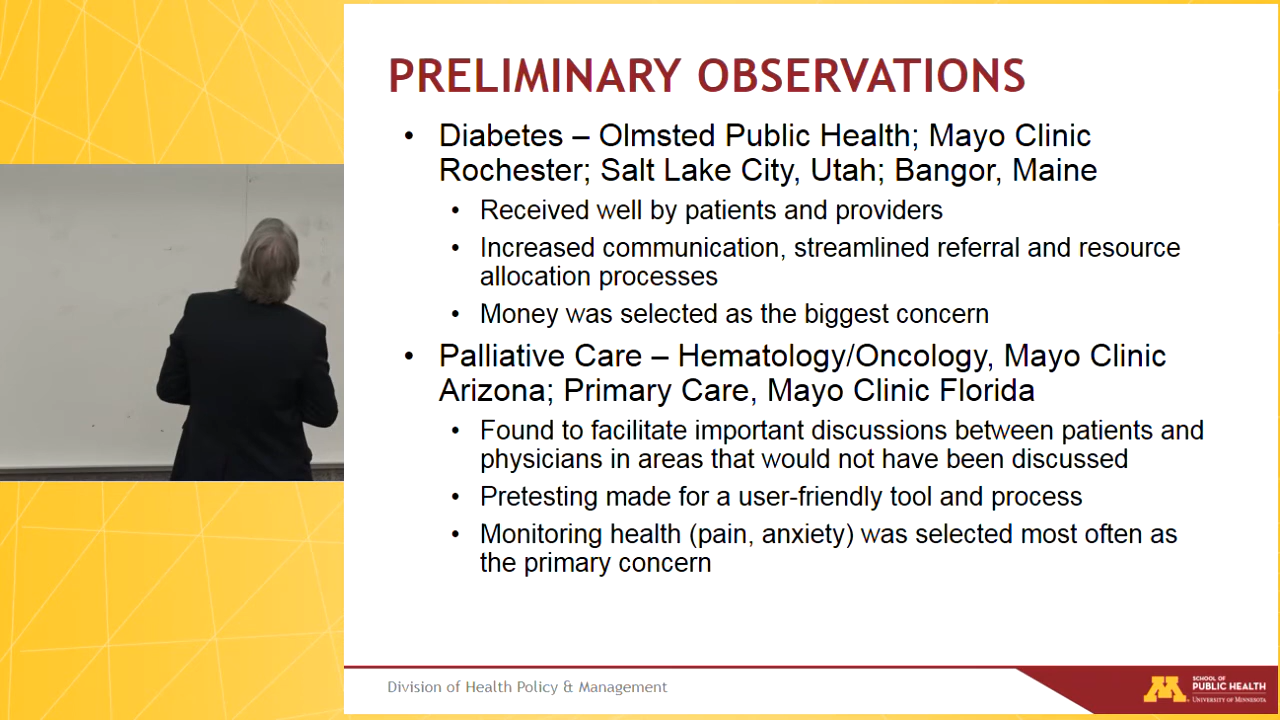 PRELIMINARY OBSERVATIONS
• Diabetes – Olmsted Public Health; Mayo Clinic
Rochester; Salt Lake City, Utah; Bangor, Maine
• Received well by patients and providers
• Increased communication, streamlined referral and resource
allocation processes
• Money was selected as the biggest concern
• Palliative Care – Hematology/Oncology, Mayo Clinic
Arizona; Primary Care, Mayo Clinic Florida
• Found to facilitate important discussions between patients and
physicians in areas that would not have been discussed
• Pretesting made for a user-friendly tool and process
• Monitoring health (pain, anxiety) was selected most often as
the primary concern
Division of Health Policy & Management
M
SCHOOL OF
PUBLIC HEALTH
UNIVERSITY OF MINNESOTA